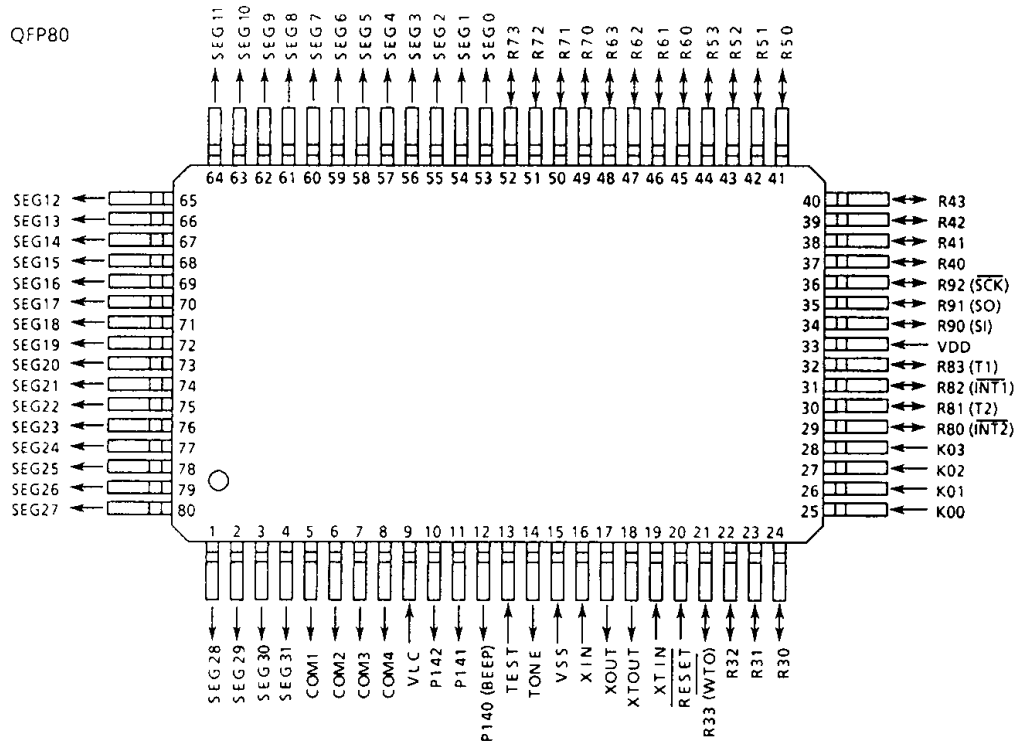 QFP80
SEG11 SEG10 SEG9 SEG8 SEG7 SEG6 SEG5 SEG4 SEG3 SEG2 SEG1 SEG0 R73 R72 R71 R70 R63 R62 R61 R60 R53 R52 R51 R50
64 63 62 61 60 59 58 57 56 55 54 53 52 51 50 49 48 47 46 45 44 43 42 41
SEG12 65 40 R43
SEG13 66 39 R42
SEG14 67 38 R41
SEG15 68 37 R40
SEG16 69 36 R92 (S̅C̅K̅)
SEG17 70 35 R91 (SO)
SEG18 71 34 R90 (SI)
SEG19 72 33 VDD
SEG20 73 32 R83 (T1)
SEG21 74 31 R82 (I̅N̅T̅1̅)
SEG22 75 30 R81 (T2)
SEG23 76 29 R80 (I̅N̅T̅2̅)
SEG24 77 28 K03
SEG25 78 27 K02
SEG26 79 26 K01
SEG27 80 25 K00
1 2 3 4 5 6 7 8 9 10 11 12 13 14 15 16 17 18 19 20 21 22 23 24
SEG28 SEG29 SEG30 SEG31 COM1 COM2 COM3 COM4 VLC P142 P141 P140 (BEEP) TEST TONE VSS XIN XOUT XTOUT XTIN R̅E̅S̅E̅T̅ R33 (W̅T̅O̅) R32 R31 R30